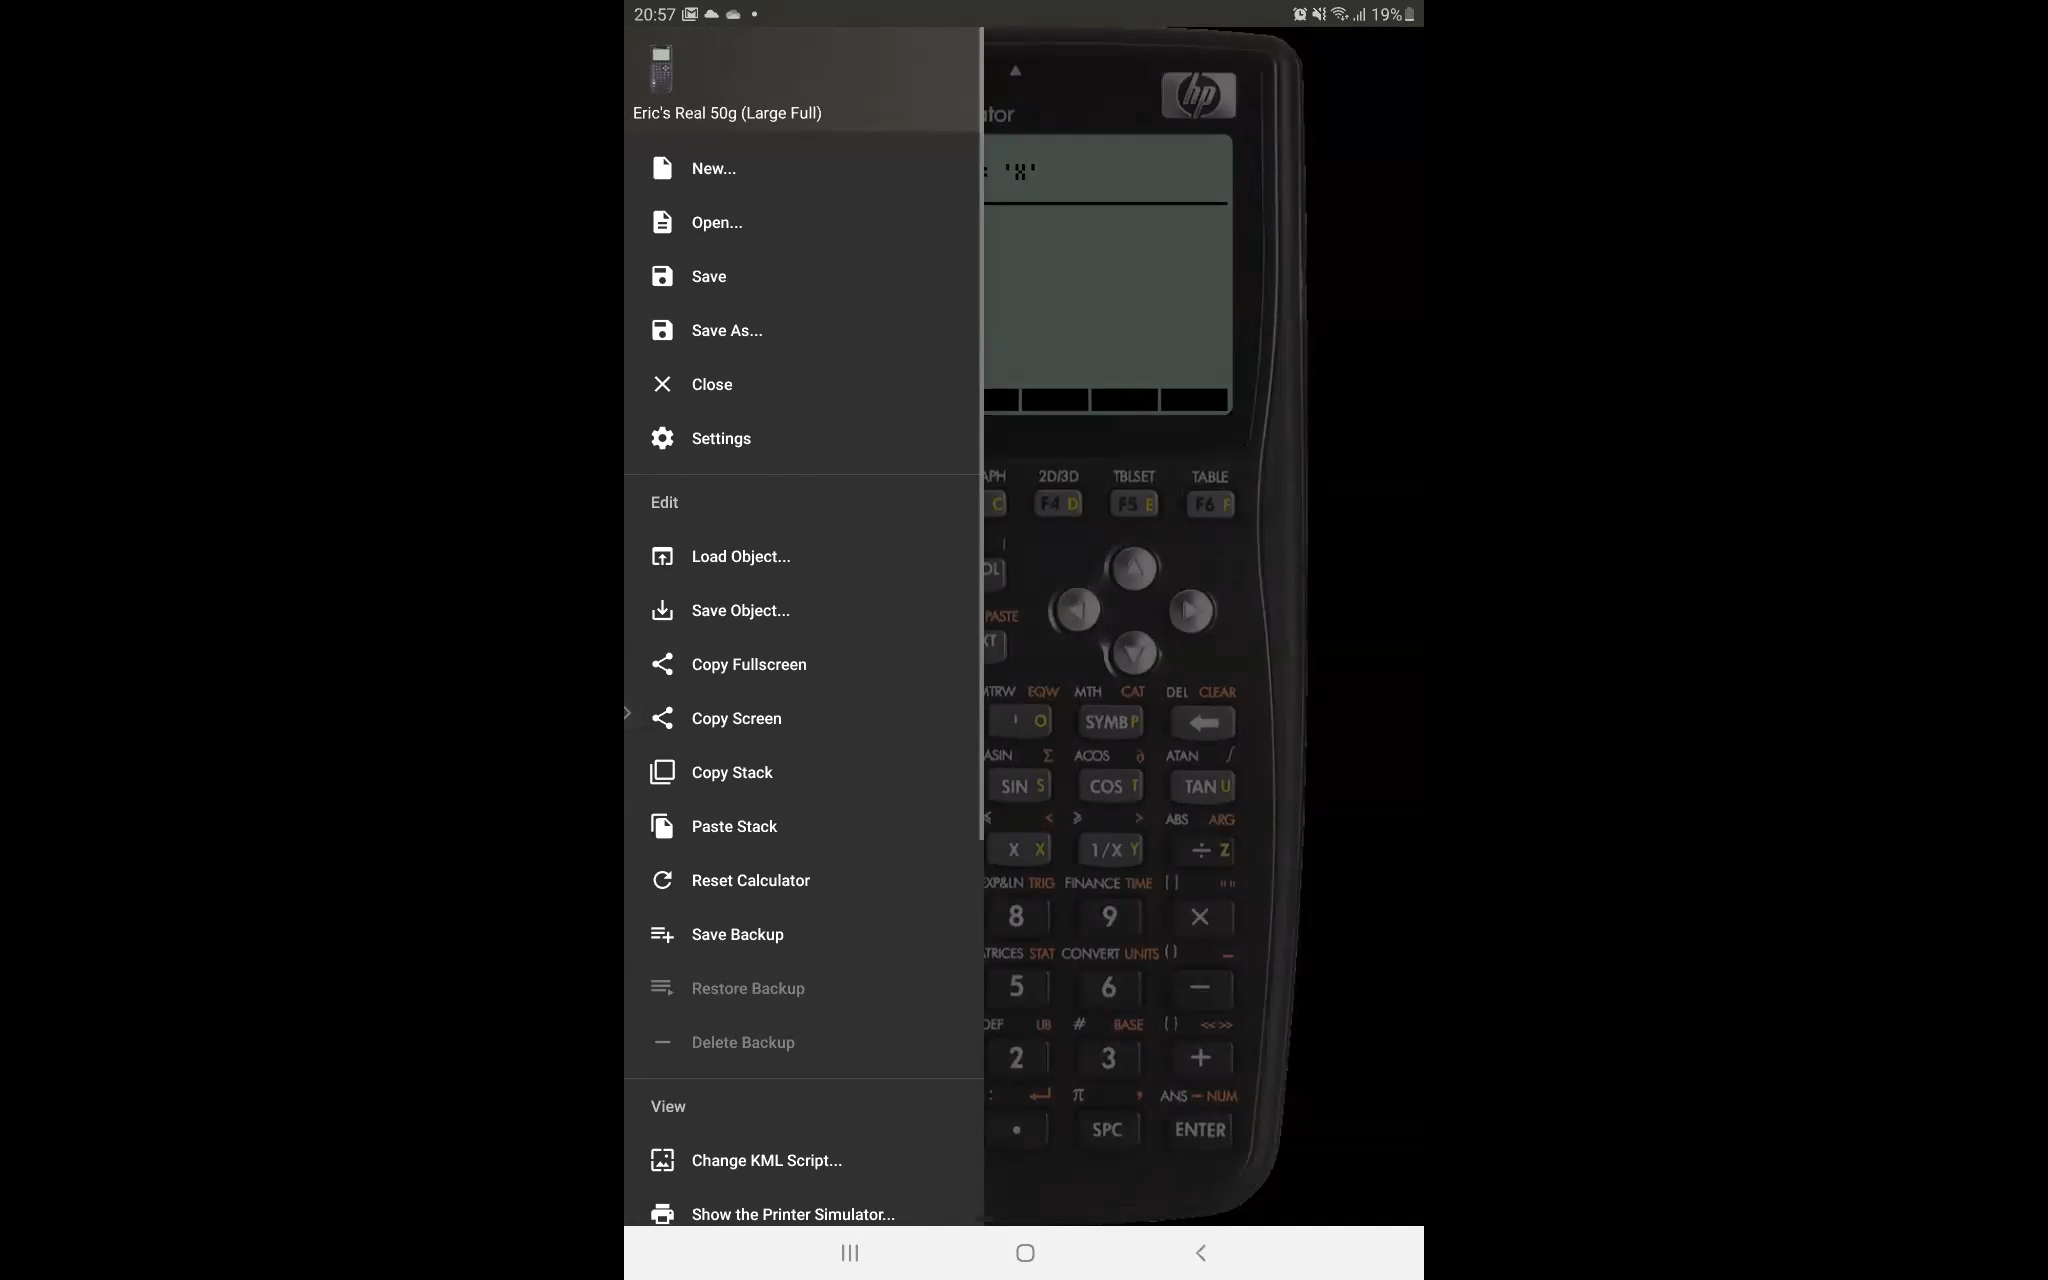 20:57
19%
Eric's Real 50g (Large Full)
New...
Open...
Save
Save As...
Close
Settings
Edit
Load Object...
Save Object...
Copy Fullscreen
Copy Screen
Copy Stack
Paste Stack
Reset Calculator
Save Backup
Restore Backup
Delete Backup
View
Change KML Script...
Show the Printer Simulator...
hp
'X'
2D/3D TBLSET TABLE
C F4 D F5 E F6 F
PASTE
EQW MTH CAT DEL CLEAR
' O SYMB P
ASIN Σ ACOS ∂ ATAN ∫
SIN S COS T TAN U
< ≥ > ABS ARG
X X 1/X Y ÷ Z
TRIG FINANCE TIME [ ] " "
8 9 ×
STAT CONVERT UNITS ( ) _
5 6 −
# BASE { } << >>
2 3 +
: π , ANS →NUM
. SPC ENTER